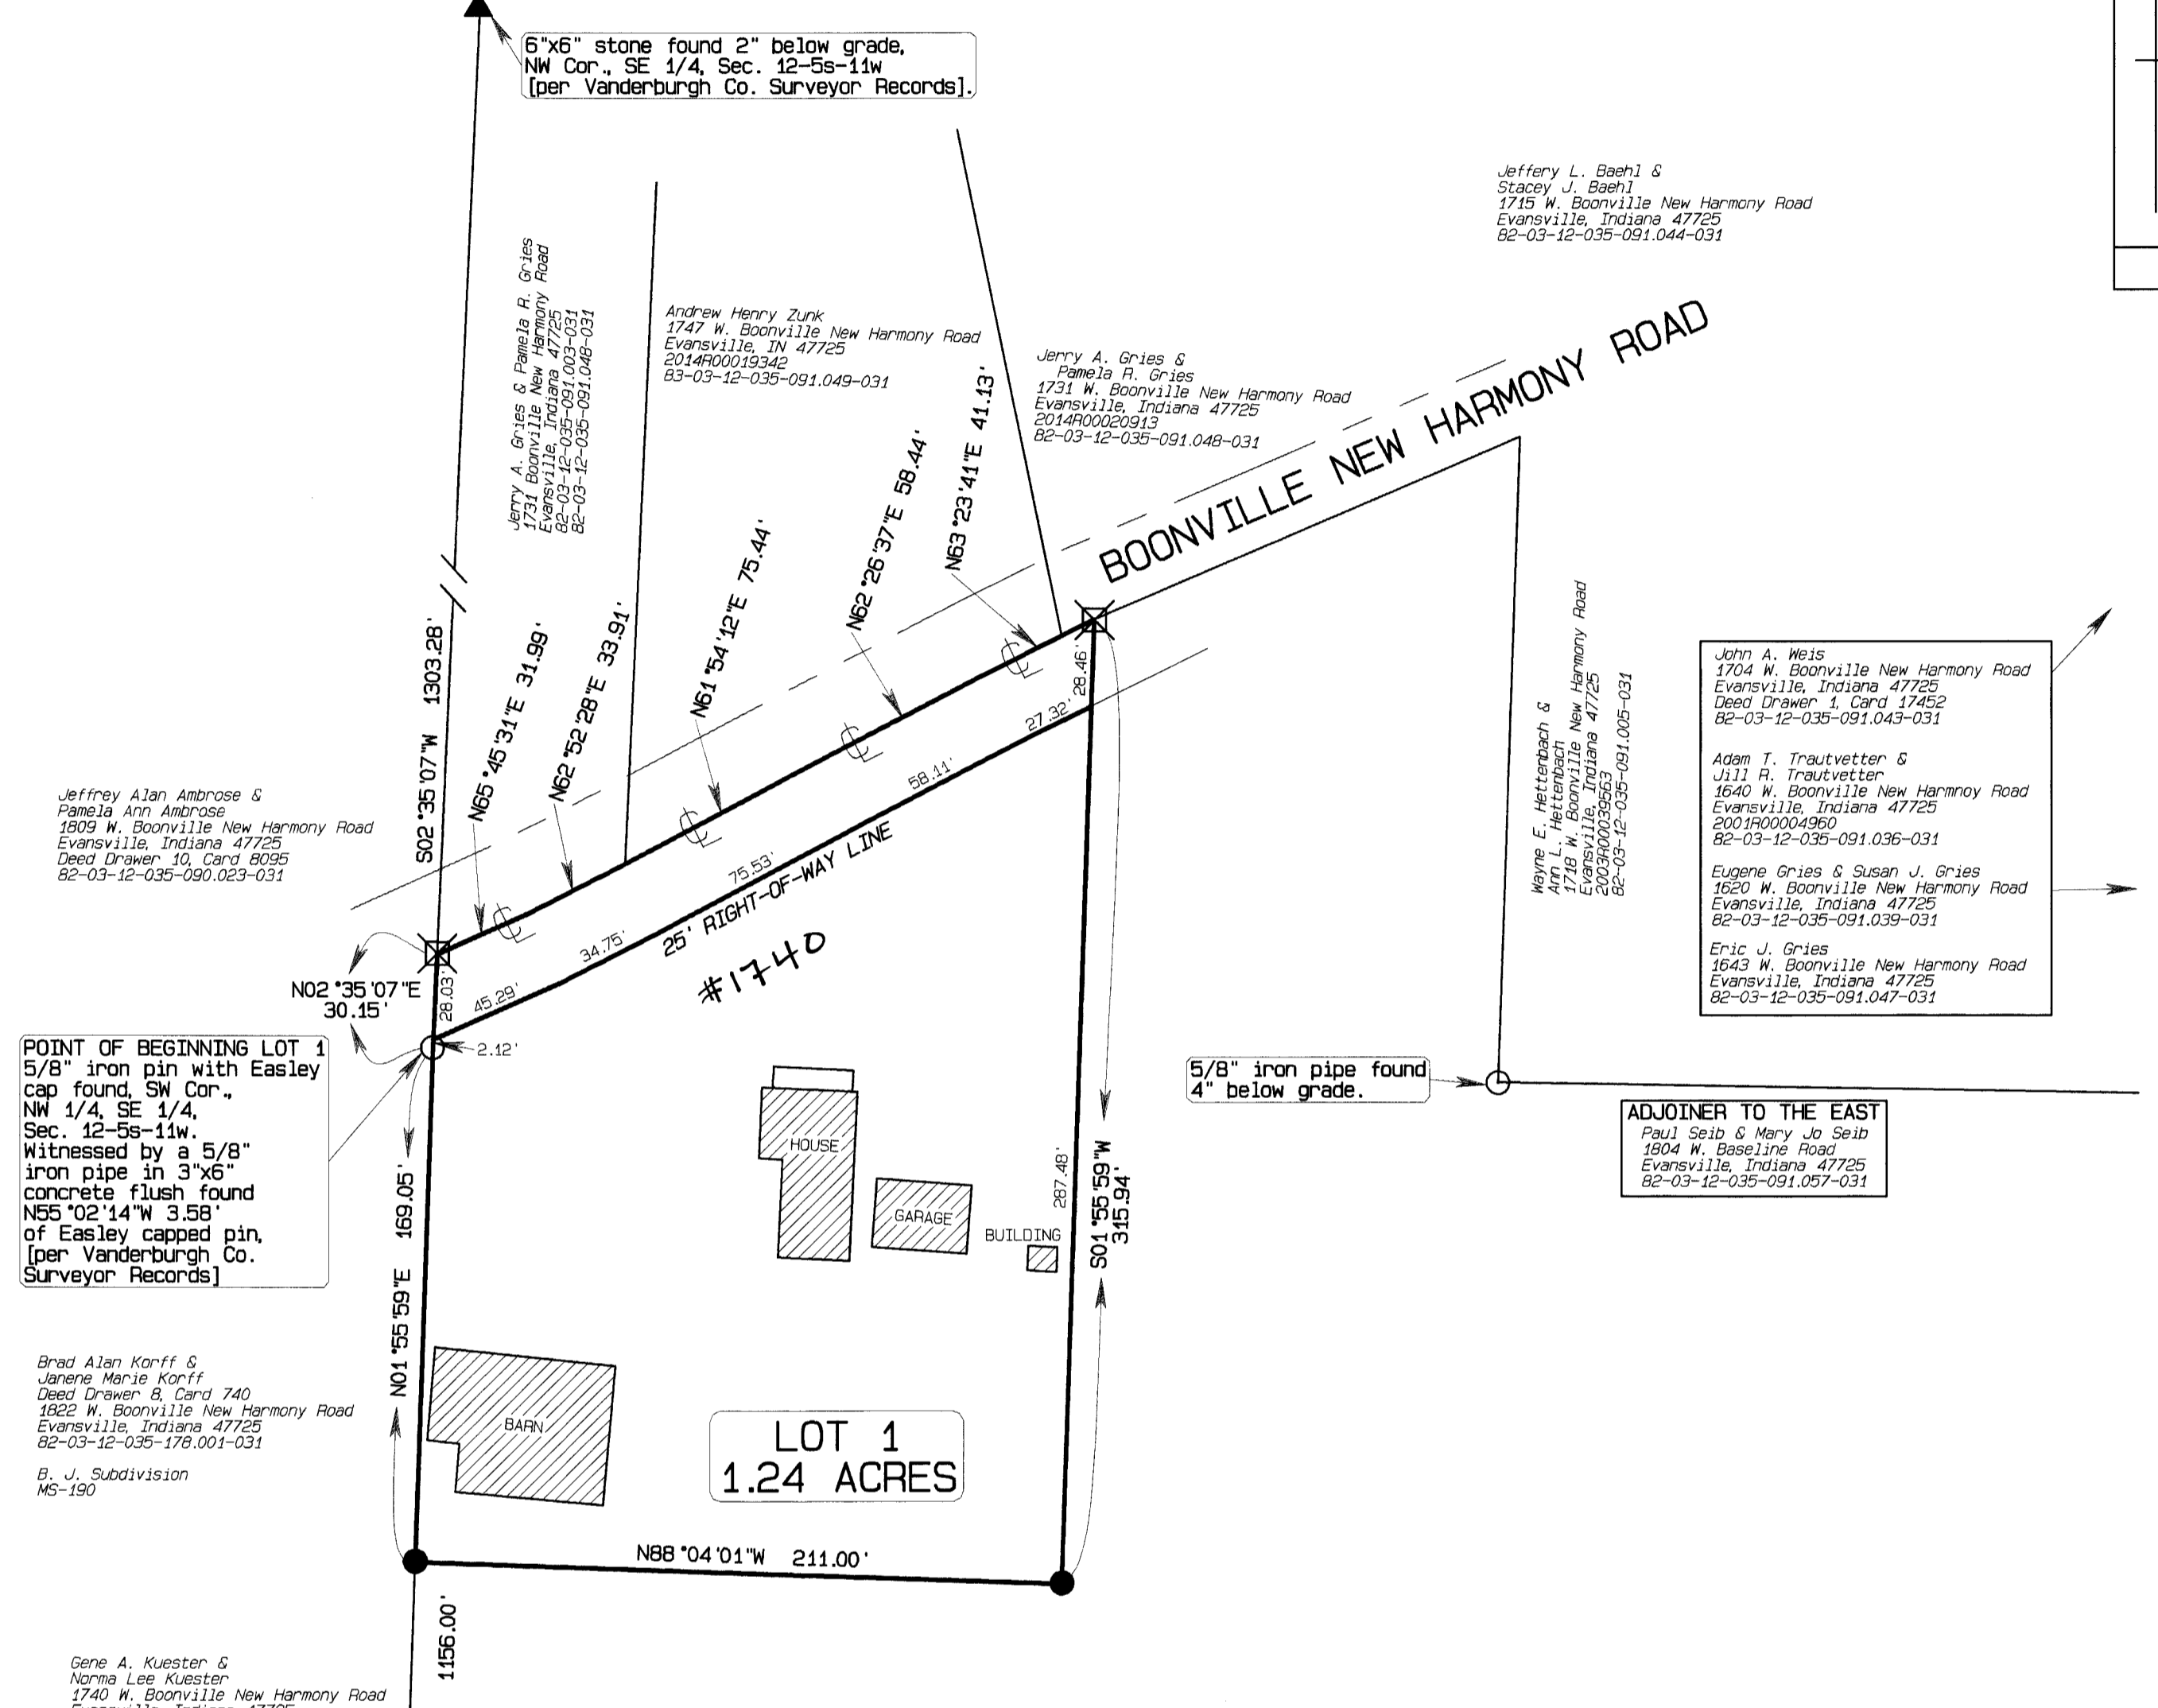 6"x6" stone found 2" below grade,
NW Cor., SE 1/4, Sec. 12-5s-11w
[per Vanderburgh Co. Surveyor Records].
Jeffery L. Baehl &
Stacey J. Baehl
1715 W. Boonville New Harmony Road
Evansville, Indiana 47725
82-03-12-035-091.044-031
Jerry A. Gries & Pamela R. Gries
1731 Boonville New Harmony Road
Evansville, Indiana 47725
82-03-12-035-091.003-031
82-03-12-035-091.048-031
Andrew Henry Zunk
1747 W. Boonville New Harmony Road
Evansville, IN 47725
2014R00019342
83-03-12-035-091.049-031
Jerry A. Gries &
Pamela R. Gries
1731 W. Boonville New Harmony Road
Evansville, Indiana 47725
2014R00020913
82-03-12-035-091.048-031
BOONVILLE NEW HARMONY ROAD
S02°35'07"W 1303.28'
N65°45'31"E 31.99'
N62°52'28"E 33.91'
N61°54'12"E 75.44'
N62°26'37"E 58.44'
N63°23'41"E 41.13'
℄
℄
℄
℄
28.46'
27.32'
58.11'
75.53'
34.75'
45.29'
28.03'
25' RIGHT-OF-WAY LINE
#1740
Jeffrey Alan Ambrose &
Pamela Ann Ambrose
1809 W. Boonville New Harmony Road
Evansville, Indiana 47725
Deed Drawer 10, Card 8095
82-03-12-035-090.023-031
N02°35'07"E
30.15'
2.12'
POINT OF BEGINNING LOT 1
5/8" iron pin with Easley
cap found, SW Cor.,
NW 1/4, SE 1/4,
Sec. 12-5s-11w.
Witnessed by a 5/8"
iron pipe in 3"x6"
concrete flush found
N55°02'14"W 3.58'
of Easley capped pin,
[per Vanderburgh Co.
Surveyor Records]
Wayne E. Hettenbach &
Ann L. Hettenbach
1718 W. Boonville New Harmony Road
Evansville, Indiana 47725
2003R00039563
82-03-12-035-091.005-031
John A. Weis
1704 W. Boonville New Harmony Road
Evansville, Indiana 47725
Deed Drawer 1, Card 17452
82-03-12-035-091.043-031
Adam T. Trautvetter &
Jill R. Trautvetter
1640 W. Boonville New Harmnoy Road
Evansville, Indiana 47725
2001R00004960
82-03-12-035-091.036-031
Eugene Gries & Susan J. Gries
1620 W. Boonville New Harmony Road
Evansville, Indiana 47725
82-03-12-035-091.039-031
Eric J. Gries
1643 W. Boonville New Harmony Road
Evansville, Indiana 47725
82-03-12-035-091.047-031
5/8" iron pipe found
4" below grade.
ADJOINER TO THE EAST
Paul Seib & Mary Jo Seib
1804 W. Baseline Road
Evansville, Indiana 47725
82-03-12-035-091.057-031
HOUSE
GARAGE
BUILDING
287.48'
S01°55'59"W
315.94'
N01°55'59"E 169.05'
BARN
LOT 1
1.24 ACRES
Brad Alan Korff &
Janene Marie Korff
Deed Drawer 8, Card 740
1822 W. Boonville New Harmony Road
Evansville, Indiana 47725
82-03-12-035-178.001-031
B. J. Subdivision
MS-190
N88°04'01"W 211.00'
1156.00'
Gene A. Kuester &
Norma Lee Kuester
1740 W. Boonville New Harmony Road
Evansville, Indiana 47725